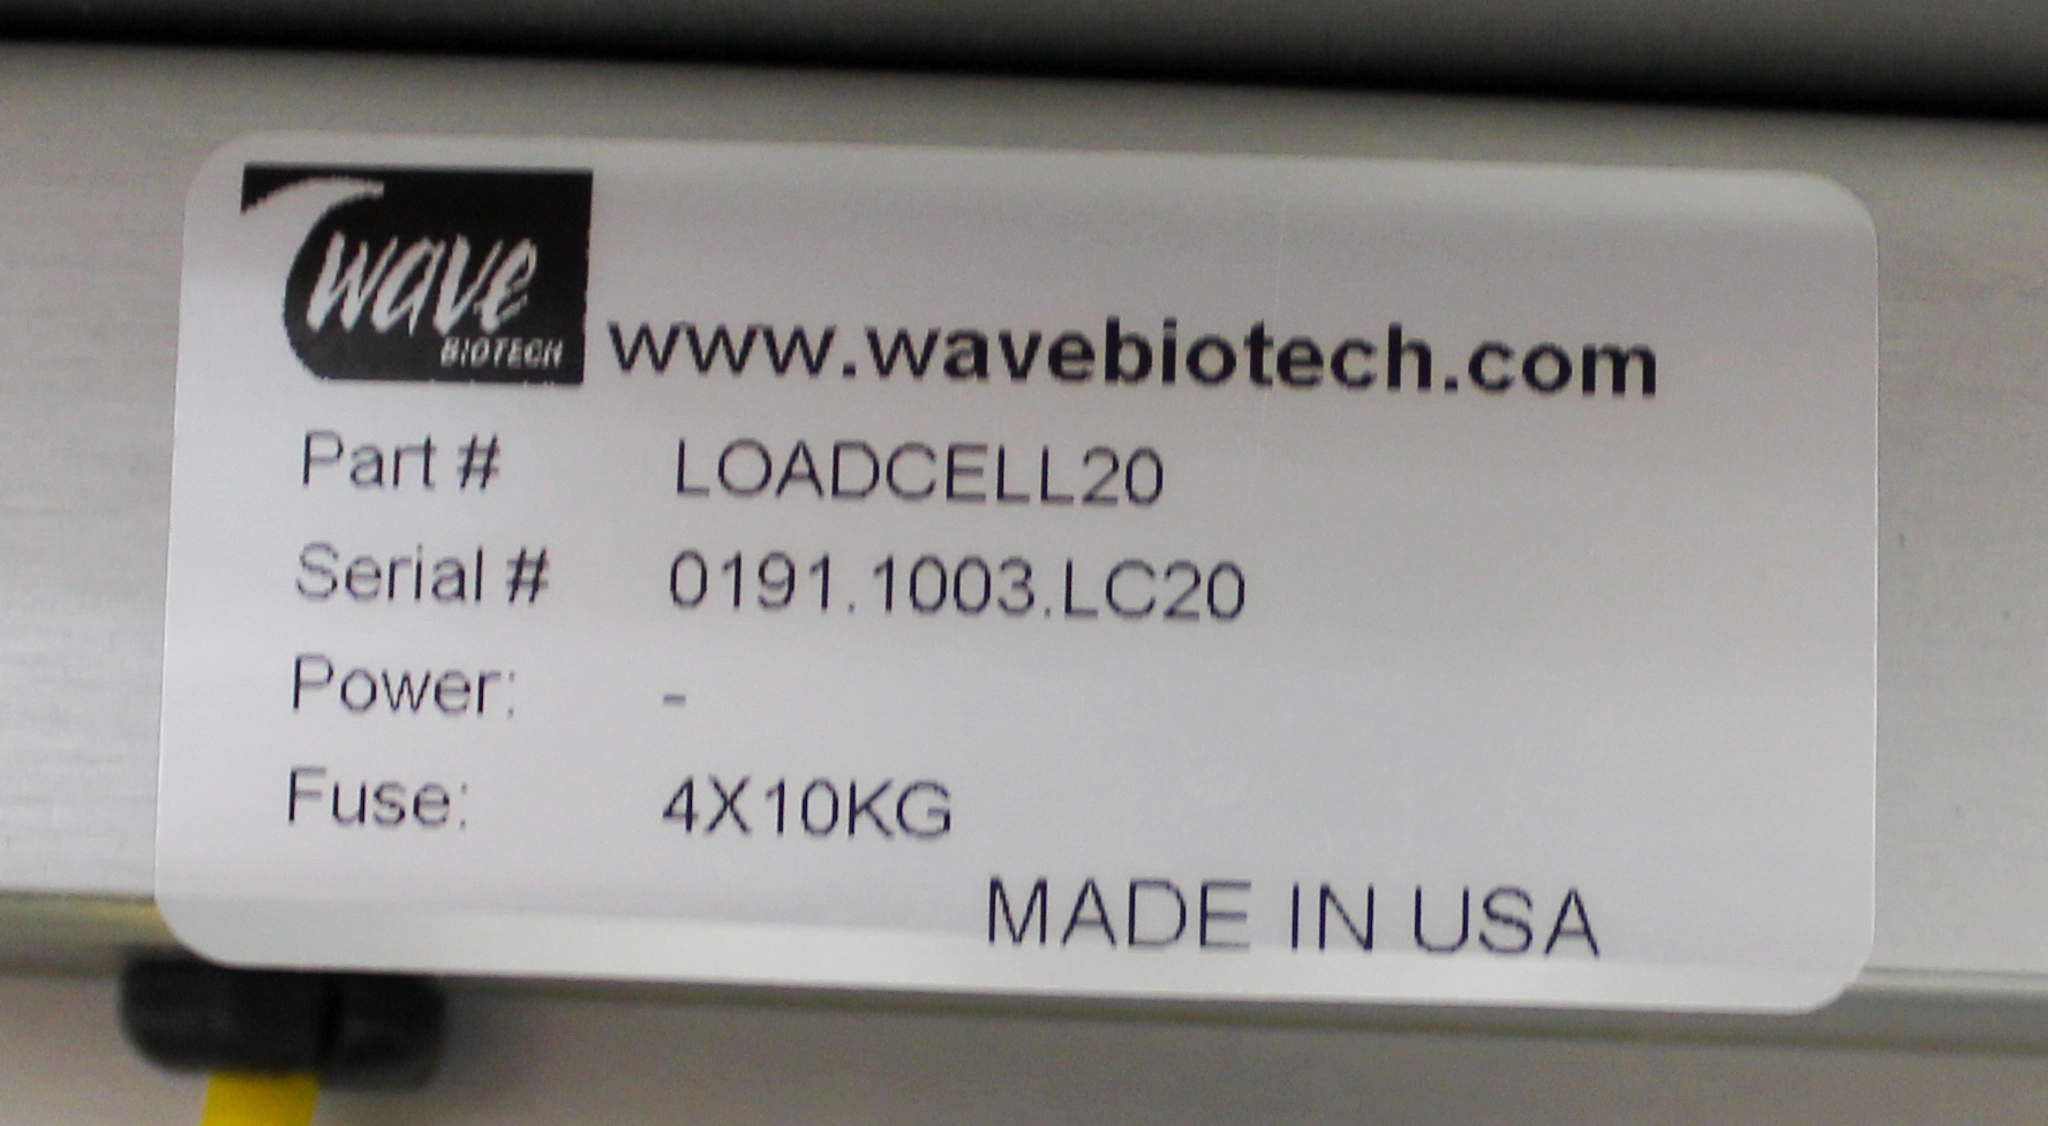 wave
BIOTECH
www.wavebiotech.com
Part # LOADCELL20
Serial # 0191.1003.LC20
Power: -
Fuse: 4X10KG
MADE IN USA